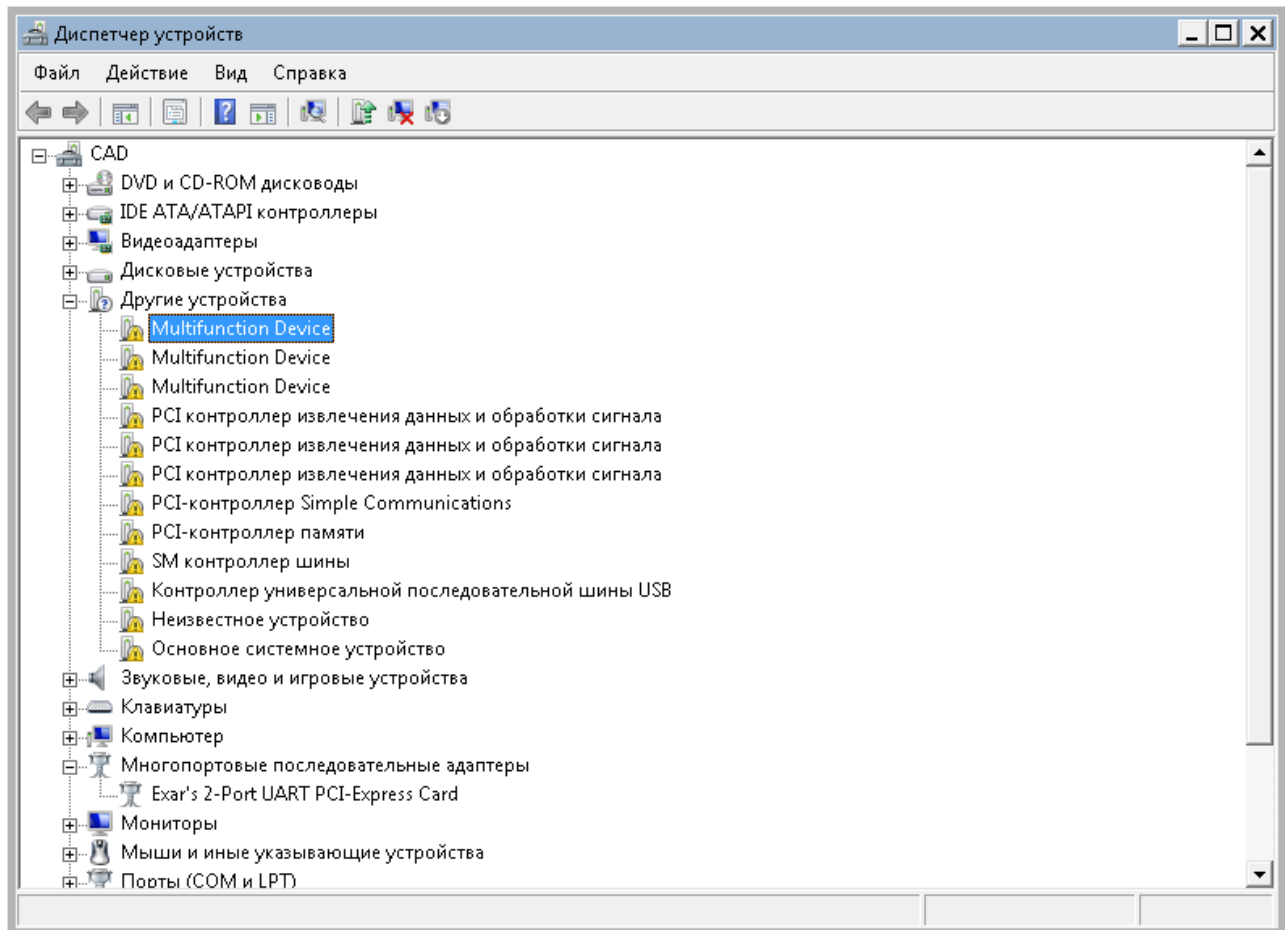 Диспетчер устройств
Файл Действие Вид Справка
CAD
DVD и CD-ROM дисководы
IDE ATA/ATAPI контроллеры
Видеоадаптеры
Дисковые устройства
Другие устройства
Multifunction Device
Multifunction Device
Multifunction Device
PCI контроллер извлечения данных и обработки сигнала
PCI контроллер извлечения данных и обработки сигнала
PCI контроллер извлечения данных и обработки сигнала
PCI-контроллер Simple Communications
PCI-контроллер памяти
SM контроллер шины
Контроллер универсальной последовательной шины USB
Неизвестное устройство
Основное системное устройство
Звуковые, видео и игровые устройства
Клавиатуры
Компьютер
Многопортовые последовательные адаптеры
Exar's 2-Port UART PCI-Express Card
Мониторы
Мыши и иные указывающие устройства
Порты (COM и LPT)